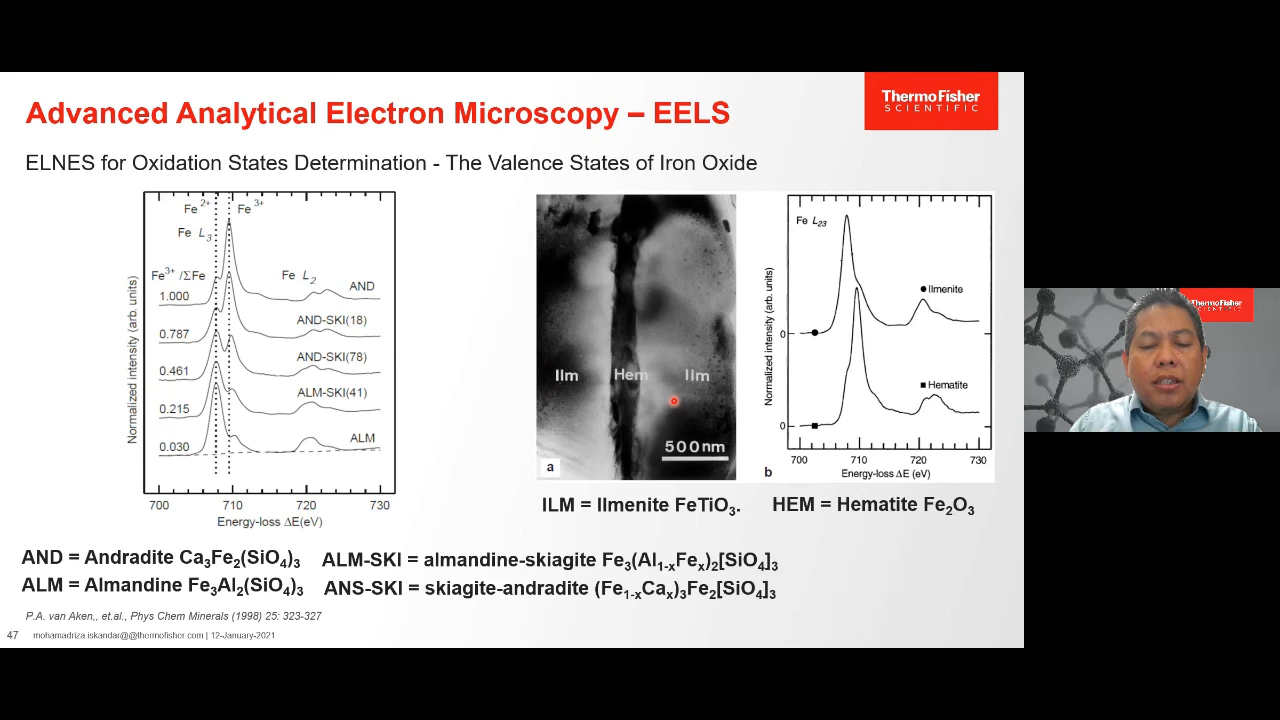 Advanced Analytical Electron Microscopy – EELS
ThermoFisher
SCIENTIFIC
ELNES for Oxidation States Determination - The Valence States of Iron Oxide
Fe²⁺ Fe³⁺
Fe L₃
Fe³⁺/ΣFe Fe L₂
1.000 AND
0.787 AND-SKI(18)
0.461 AND-SKI(78)
0.215 ALM-SKI(41)
0.030 ALM
Normalized intensity (arb. units)
700 710 720 730
Energy-loss ΔE(eV)
Ilm Hem Ilm
500nm
a
Fe L₂₃
Ilmenite
0
Hematite
0
Normalized intensity (arb. units)
700 710 720 730
b Energy-loss ΔE (eV)
ILM = Ilmenite FeTiO₃. HEM = Hematite Fe₂O₃
AND = Andradite Ca₃Fe₂(SiO₄)₃ ALM-SKI = almandine-skiagite Fe₃(Al₁₋ₓFeₓ)₂[SiO₄]₃
ALM = Almandine Fe₃Al₂(SiO₄)₃ ANS-SKI = skiagite-andradite (Fe₁₋ₓCaₓ)₃Fe₂[SiO₄]₃
P.A. van Aken,, et.al., Phys Chem Minerals (1998) 25: 323-327
47 mohamadriza.iskandar@@thermofisher.com | 12-January-2021
ThermoFisher
SCIENTIFIC